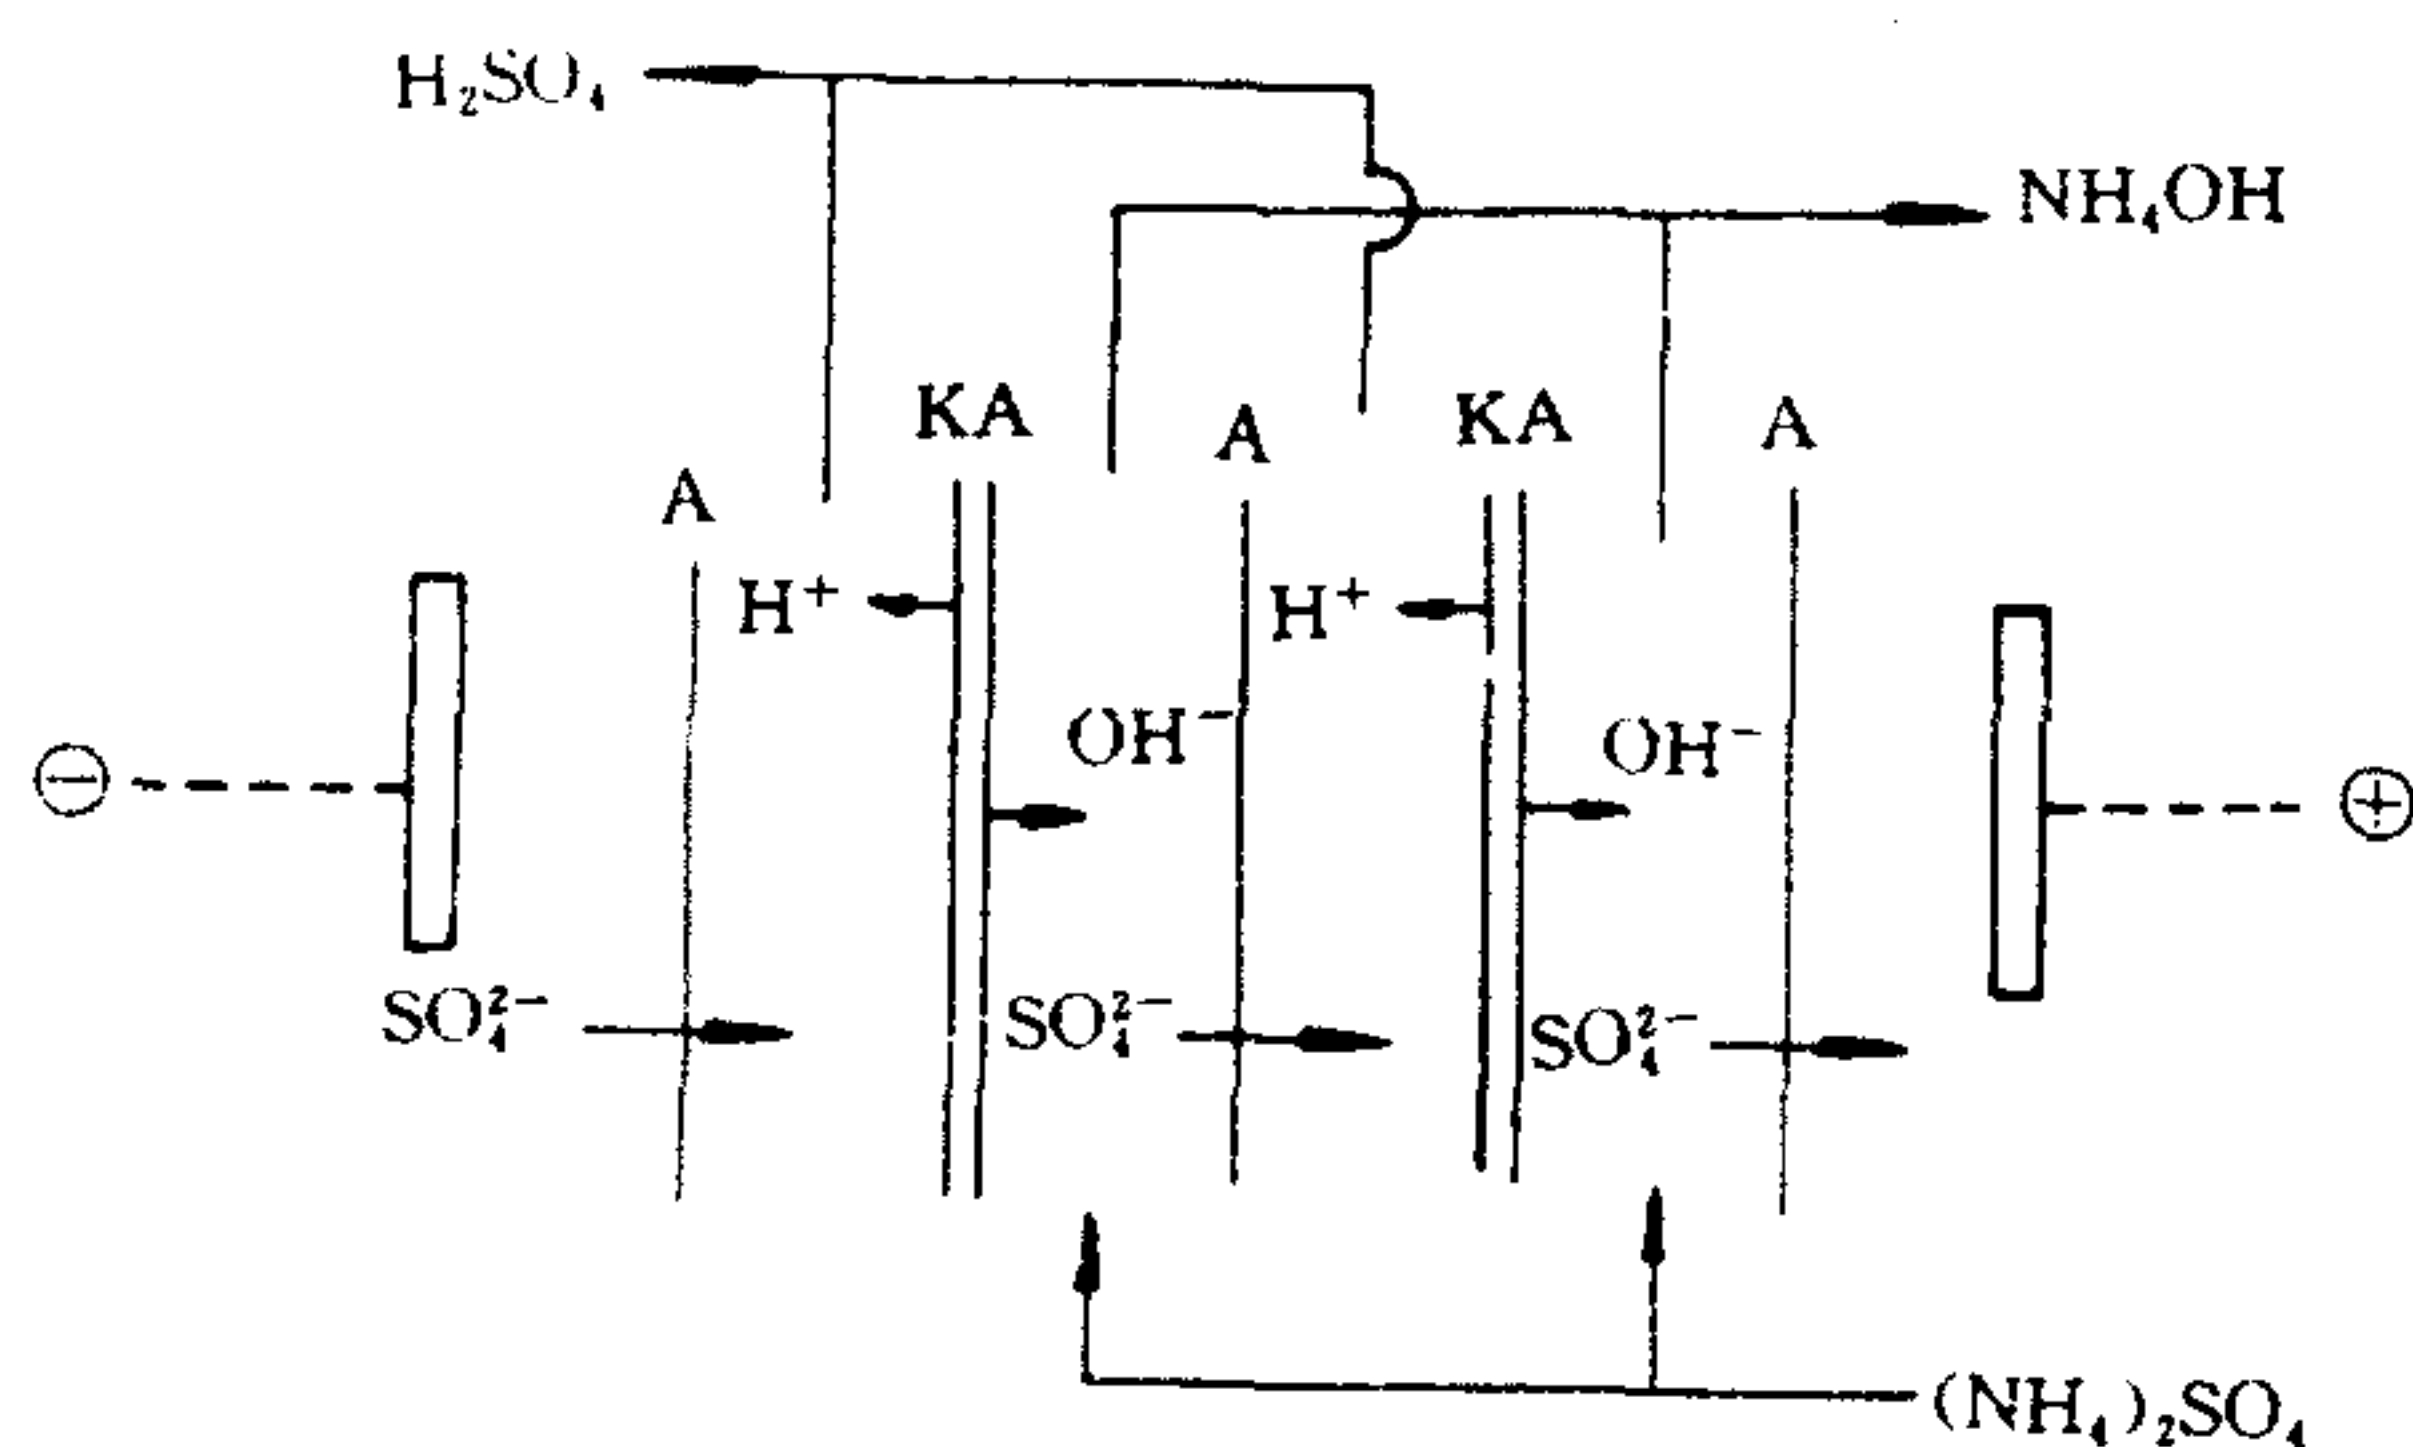 H₂SO₄
NH₄OH
KA
KA
A
A
A
H⁺
H⁺
OH⁻
OH⁻
⊖
⊕
SO₄²⁻
SO₄²⁻
SO₄²⁻
(NH₄)₂SO₄